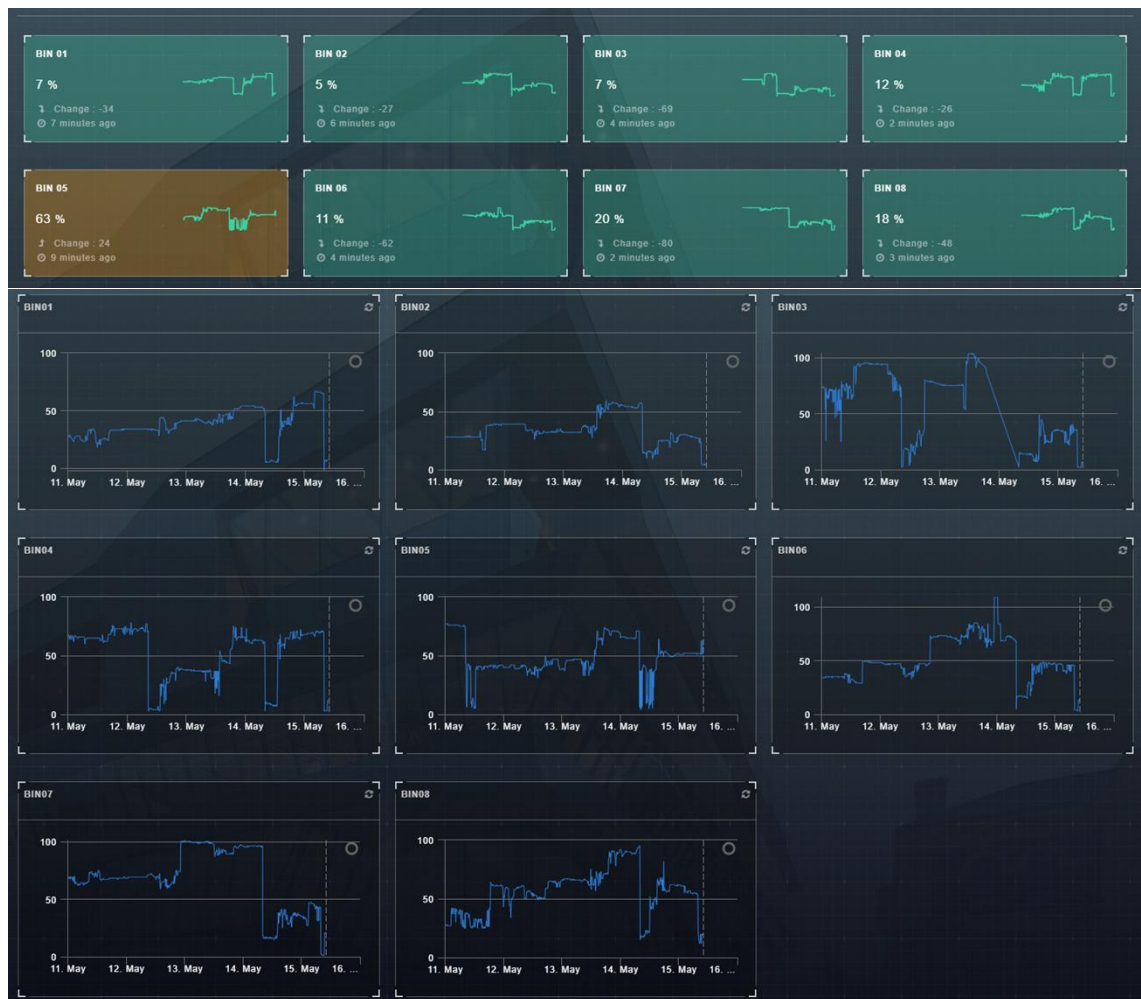 BIN 01
7 %
Change : -34
7 minutes ago
BIN 02
5 %
Change : -27
6 minutes ago
BIN 03
7 %
Change : -69
4 minutes ago
BIN 04
12 %
Change : -26
2 minutes ago
BIN 05
63 %
Change : 24
9 minutes ago
BIN 06
11 %
Change : -62
4 minutes ago
BIN 07
20 %
Change : -80
2 minutes ago
BIN 08
18 %
Change : -48
3 minutes ago
BIN01
100
50
0
11. May 12. May 13. May 14. May 15. May 16. ...
BIN02
100
50
0
11. May 12. May 13. May 14. May 15. May 16. ...
BIN03
100
50
0
11. May 12. May 13. May 14. May 15. May 16. ...
BIN04
100
50
0
11. May 12. May 13. May 14. May 15. May 16. ...
BIN05
100
50
0
11. May 12. May 13. May 14. May 15. May 16. ...
BIN06
100
50
0
11. May 12. May 13. May 14. May 15. May 16. ...
BIN07
100
50
0
11. May 12. May 13. May 14. May 15. May 16. ...
BIN08
100
50
0
11. May 12. May 13. May 14. May 15. May 16. ...